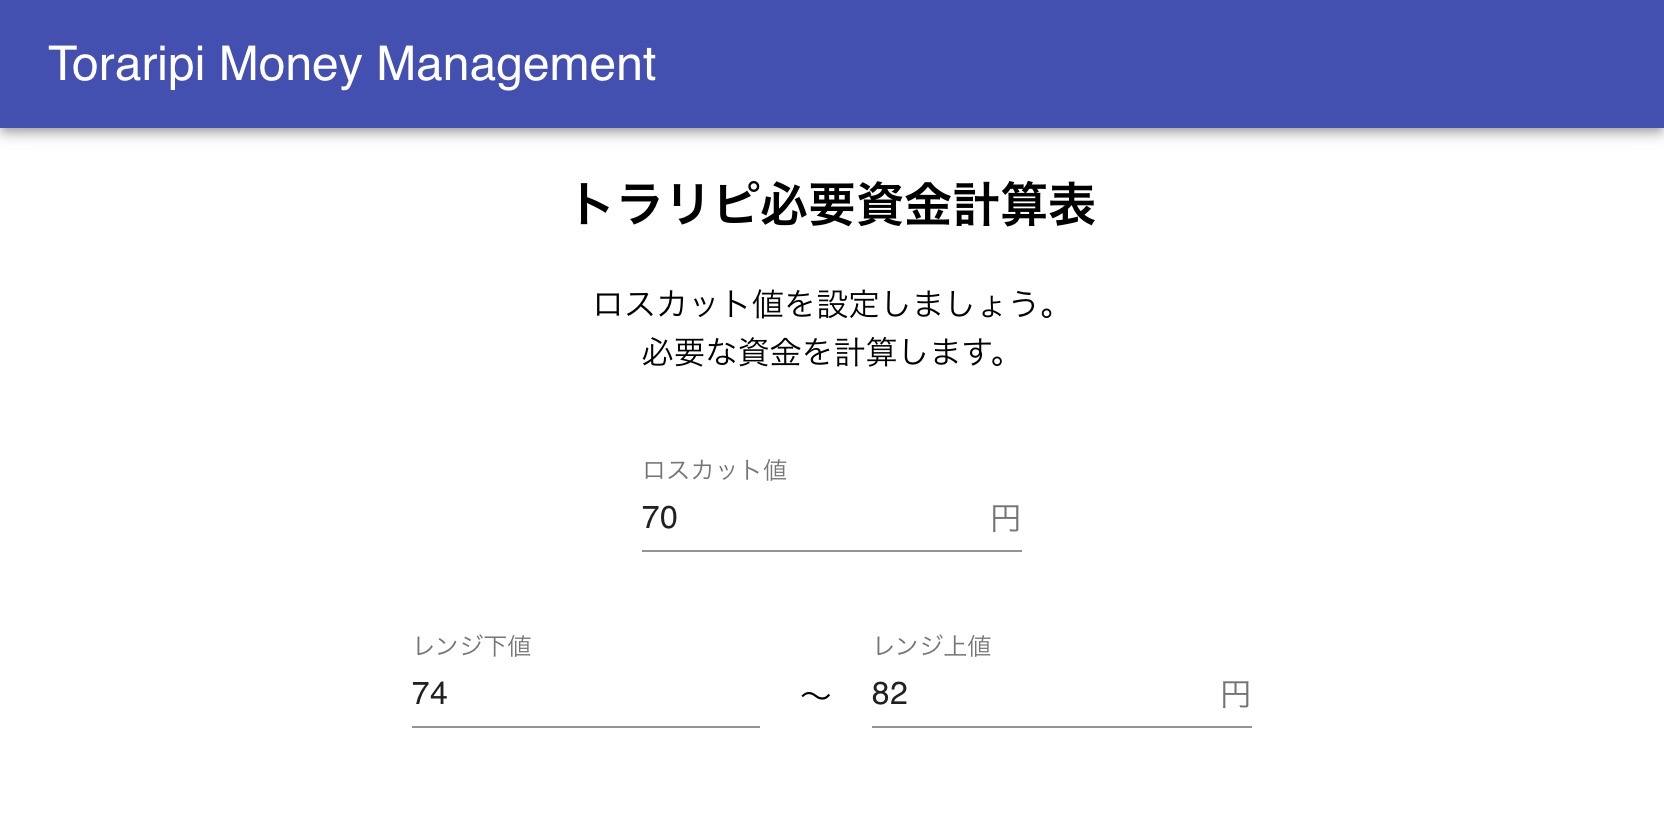 Toraripi Money Management
トラリピ必要資金計算表
ロスカット値を設定しましょう。
必要な資金を計算します。
ロスカット値
70 円
レンジ下値 レンジ上値
74 〜 82 円